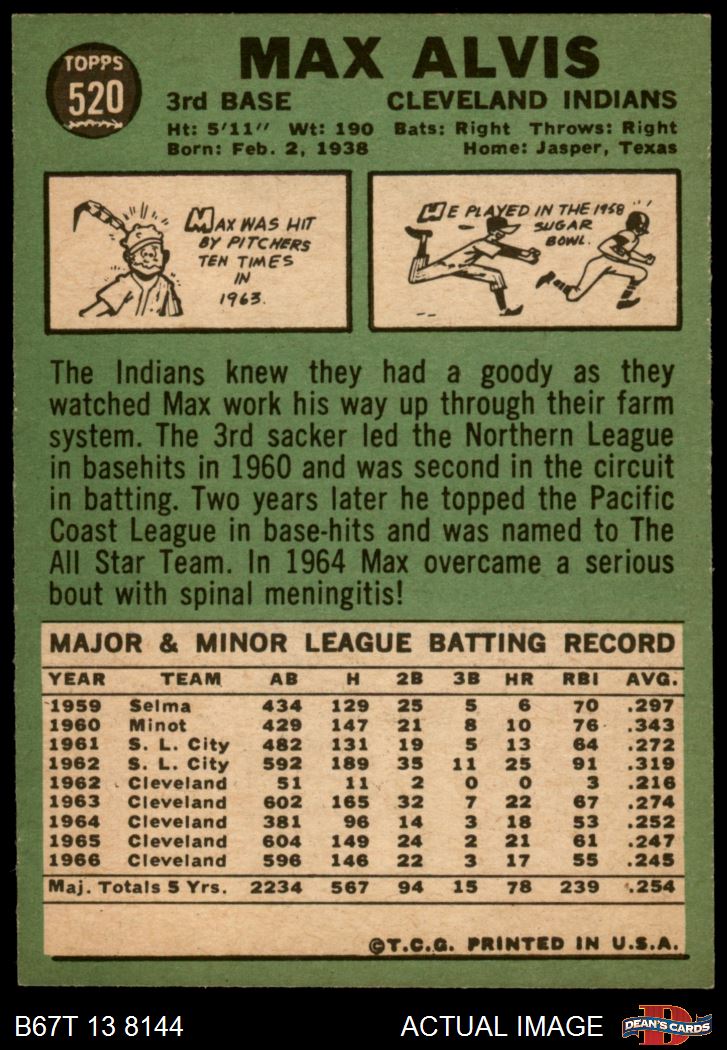 TOPPS
520
MAX ALVIS
3rd BASE CLEVELAND INDIANS
Ht: 5'11" Wt: 190 Bats: Right Throws: Right
Born: Feb. 2, 1938 Home: Jasper, Texas
MAX WAS HIT
BY PITCHERS
TEN TIMES
IN
1963.
HE PLAYED IN THE 1958
SUGAR
BOWL.
The Indians knew they had a goody as they
watched Max work his way up through their farm
system. The 3rd sacker led the Northern League
in basehits in 1960 and was second in the circuit
in batting. Two years later he topped the Pacific
Coast League in base-hits and was named to The
All Star Team. In 1964 Max overcame a serious
bout with spinal meningitis!
MAJOR & MINOR LEAGUE BATTING RECORD
YEAR TEAM AB H 2B 3B HR RBI AVG.
1959 Selma 434 129 25 5 6 70 .297
1960 Minot 429 147 21 8 10 76 .343
1961 S. L. City 482 131 19 5 13 64 .272
1962 S. L. City 592 189 35 11 25 91 .319
1962 Cleveland 51 11 2 0 0 3 .216
1963 Cleveland 602 165 32 7 22 67 .274
1964 Cleveland 381 96 14 3 18 53 .252
1965 Cleveland 604 149 24 2 21 61 .247
1966 Cleveland 596 146 22 3 17 55 .245
Maj. Totals 5 Yrs. 2234 567 94 15 78 239 .254
©T.C.G. PRINTED IN U.S.A.
B67T 13 8144 ACTUAL IMAGE
D
DEAN'S CARDS